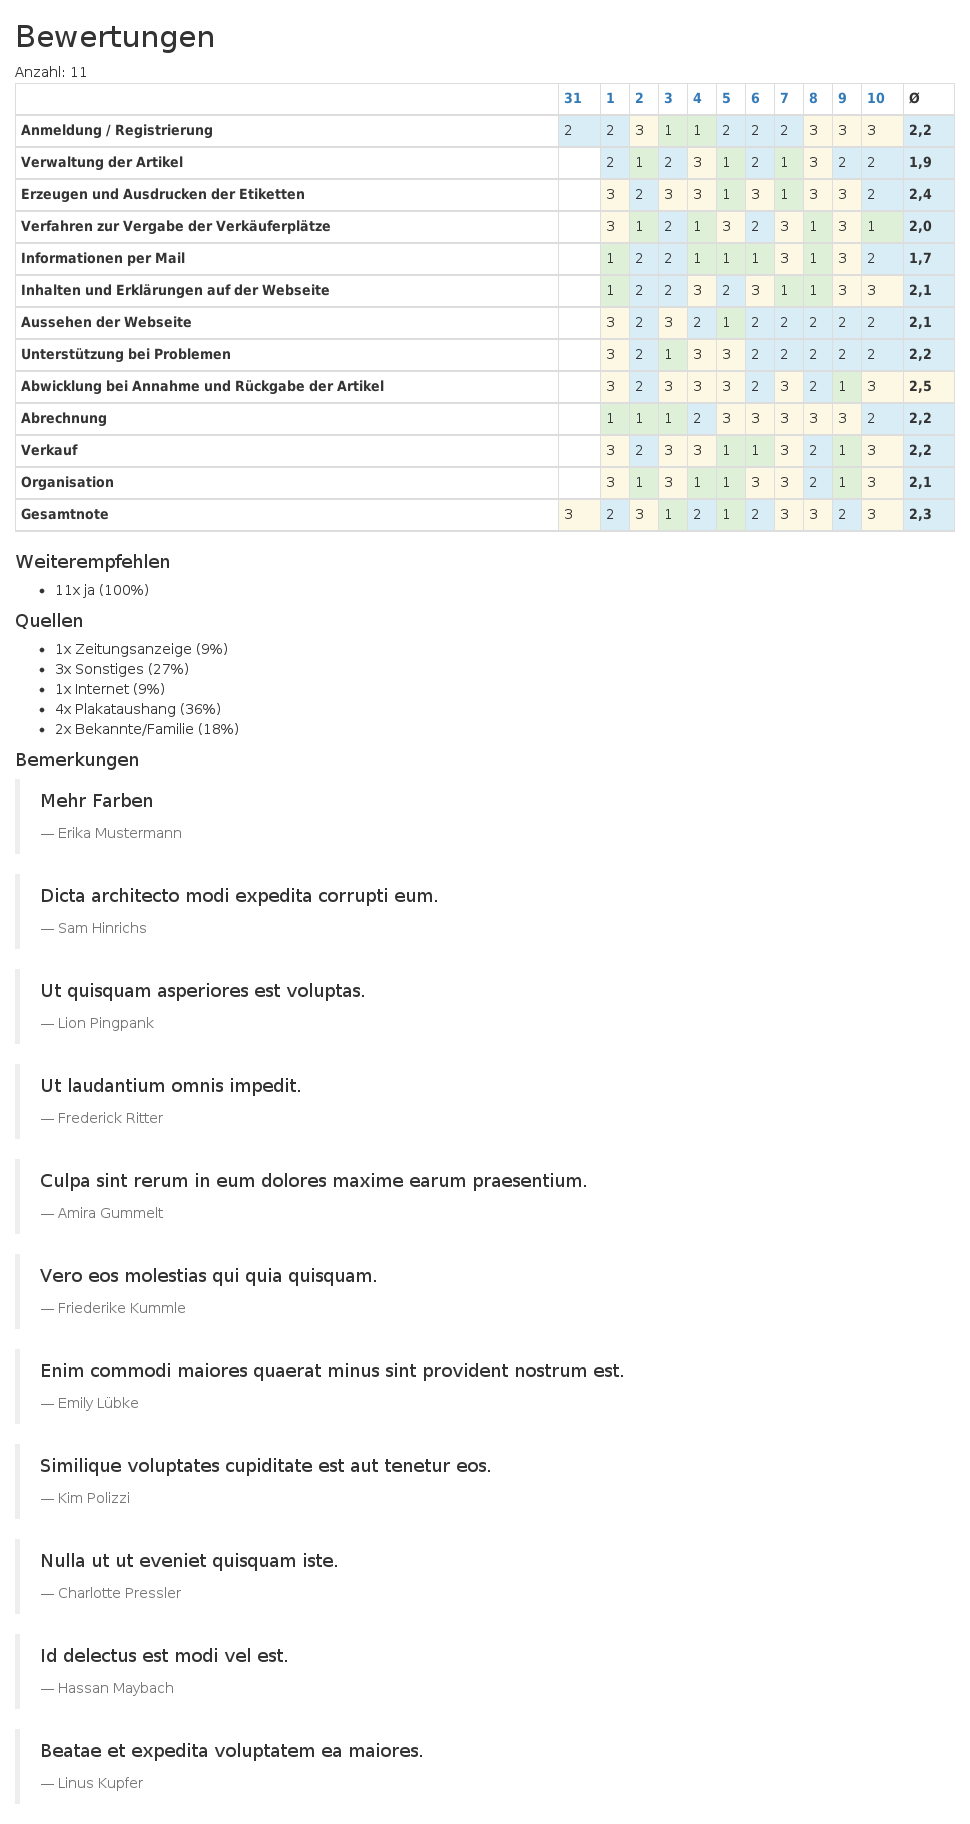 Bewertungen
Anzahl: 11
31 1 2 3 4 5 6 7 8 9 10 Ø
Anmeldung / Registrierung 2 2 3 1 1 2 2 2 3 3 3 2,2
Verwaltung der Artikel 2 1 2 3 1 2 1 3 2 2 1,9
Erzeugen und Ausdrucken der Etiketten 3 2 3 3 1 3 1 3 3 2 2,4
Verfahren zur Vergabe der Verkäuferplätze 3 1 2 1 3 2 3 1 3 1 2,0
Informationen per Mail 1 2 2 1 1 1 3 1 3 2 1,7
Inhalten und Erklärungen auf der Webseite 1 2 2 3 2 3 1 1 3 3 2,1
Aussehen der Webseite 3 2 3 2 1 2 2 2 2 2 2,1
Unterstützung bei Problemen 3 2 1 3 3 2 2 2 2 2 2,2
Abwicklung bei Annahme und Rückgabe der Artikel 3 2 3 3 3 2 3 2 1 3 2,5
Abrechnung 1 1 1 2 3 3 3 3 3 2 2,2
Verkauf 3 2 3 3 1 1 3 2 1 3 2,2
Organisation 3 1 3 1 1 3 3 2 1 3 2,1
Gesamtnote 3 2 3 1 2 1 2 3 3 2 3 2,3
Weiterempfehlen
• 11x ja (100%)
Quellen
• 1x Zeitungsanzeige (9%)
• 3x Sonstiges (27%)
• 1x Internet (9%)
• 4x Plakataushang (36%)
• 2x Bekannte/Familie (18%)
Bemerkungen
Mehr Farben
— Erika Mustermann
Dicta architecto modi expedita corrupti eum.
— Sam Hinrichs
Ut quisquam asperiores est voluptas.
— Lion Pingpank
Ut laudantium omnis impedit.
— Frederick Ritter
Culpa sint rerum in eum dolores maxime earum praesentium.
— Amira Gummelt
Vero eos molestias qui quia quisquam.
— Friederike Kummle
Enim commodi maiores quaerat minus sint provident nostrum est.
— Emily Lübke
Similique voluptates cupiditate est aut tenetur eos.
— Kim Polizzi
Nulla ut ut eveniet quisquam iste.
— Charlotte Pressler
Id delectus est modi vel est.
— Hassan Maybach
Beatae et expedita voluptatem ea maiores.
— Linus Kupfer